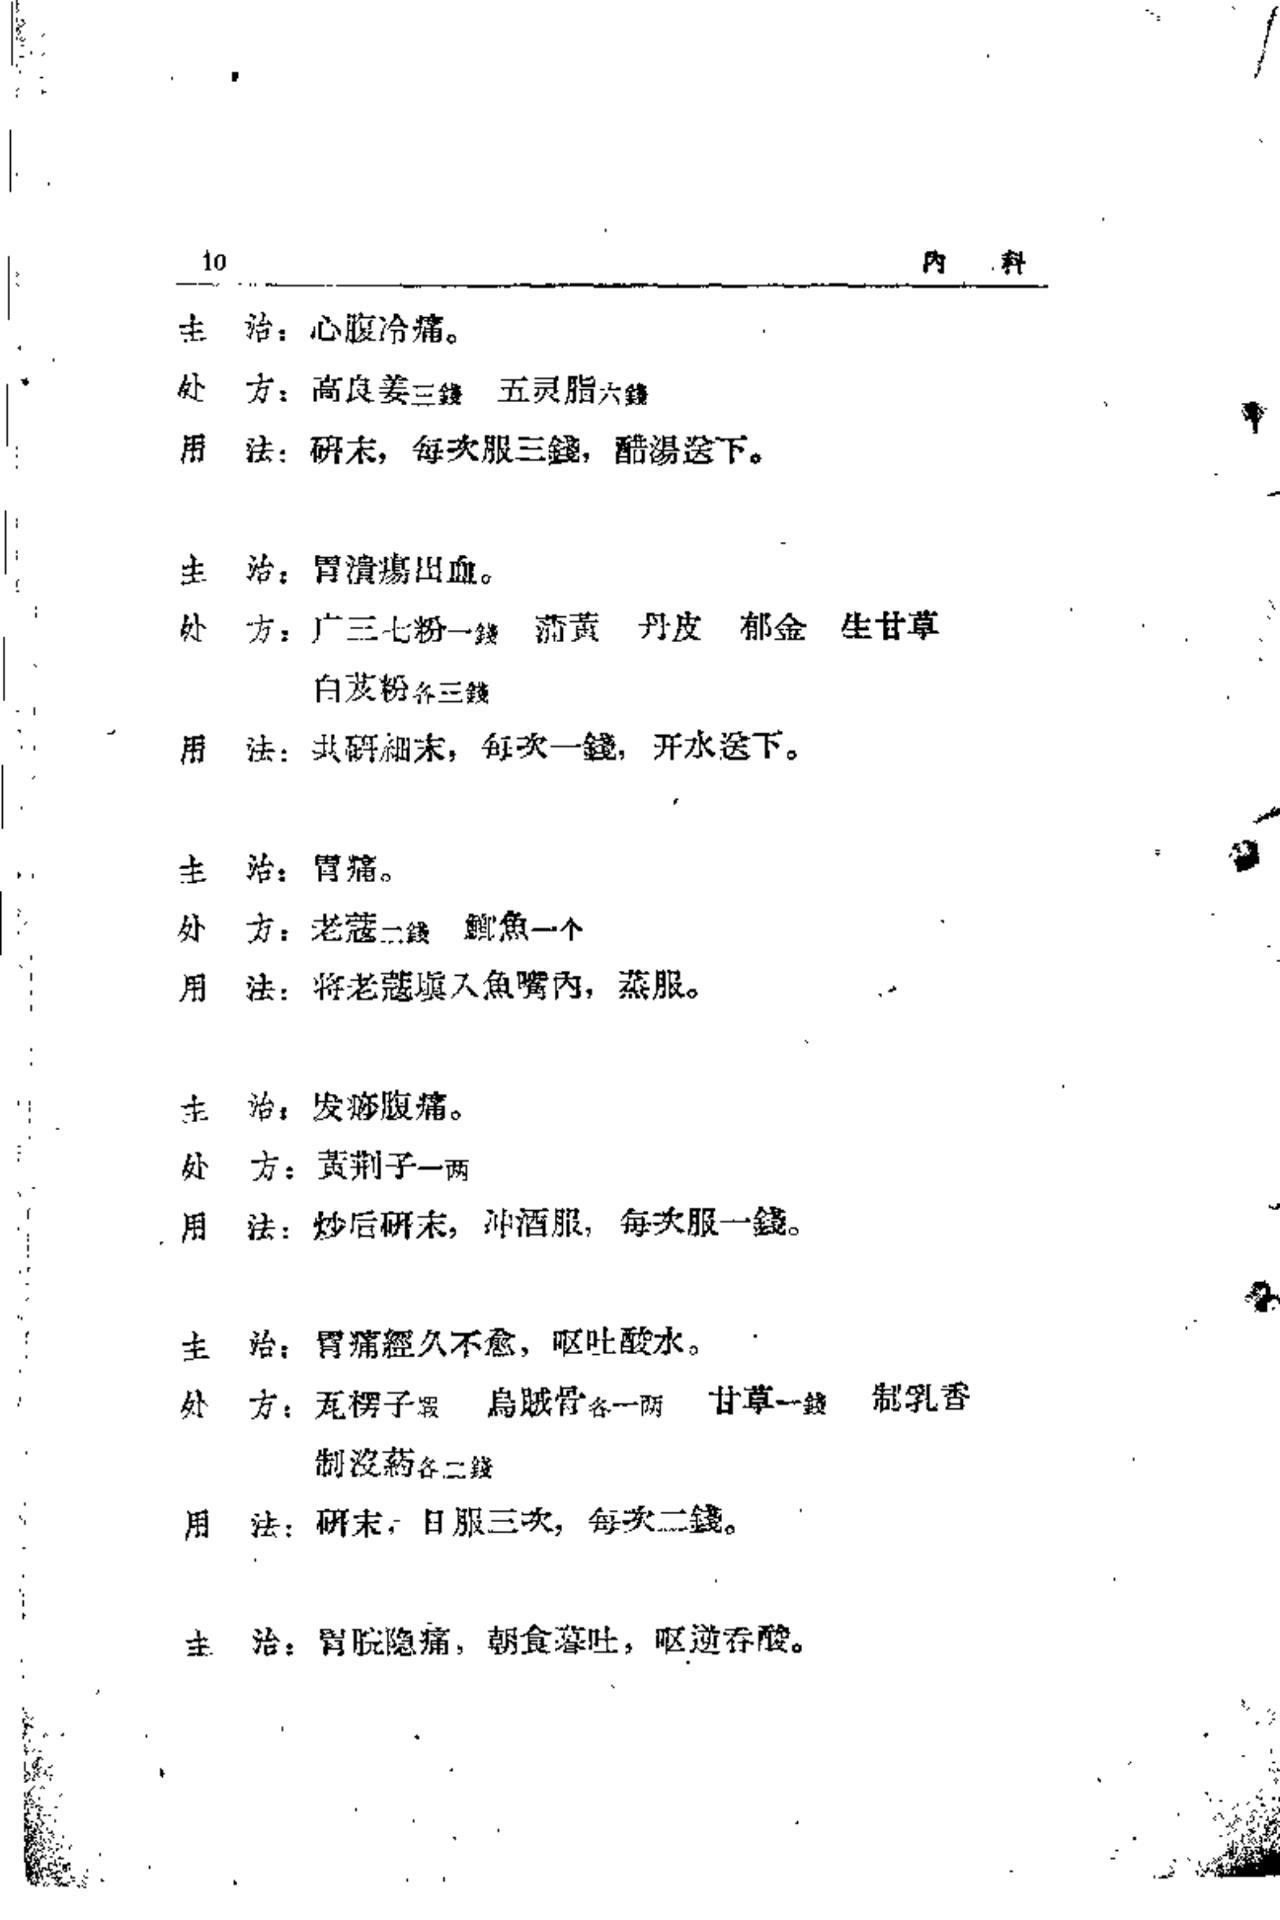 10 內 科
主 治：心腹冷痛。
处 方：高良姜三錢 五灵脂六錢
用 法：研末，每次服三錢，醋湯送下。
主 治：胃潰瘍出血。
处 方：广三七粉一錢 蒲黃 丹皮 郁金 生甘草
白芨粉各三錢
用 法：共研細末，每次一錢，开水送下。
主 治：胃痛。
处 方：老蔻二錢 魚一个
用 法：将老蔻塡入魚嘴內，蒸服。
主 治：发痧腹痛。
处 方：黃荆子一两
用 法：炒后研末，冲酒服，每次服一錢。
主 治：胃痛經久不愈，呕吐酸水。
处 方：瓦楞子煅 烏賊骨各一两 甘草一錢 制乳香
制沒葯各二錢
用 法：研末，日服三次，每次二錢。
主 治：胃脘隐痛，朝食暮吐，呕逆吞酸。